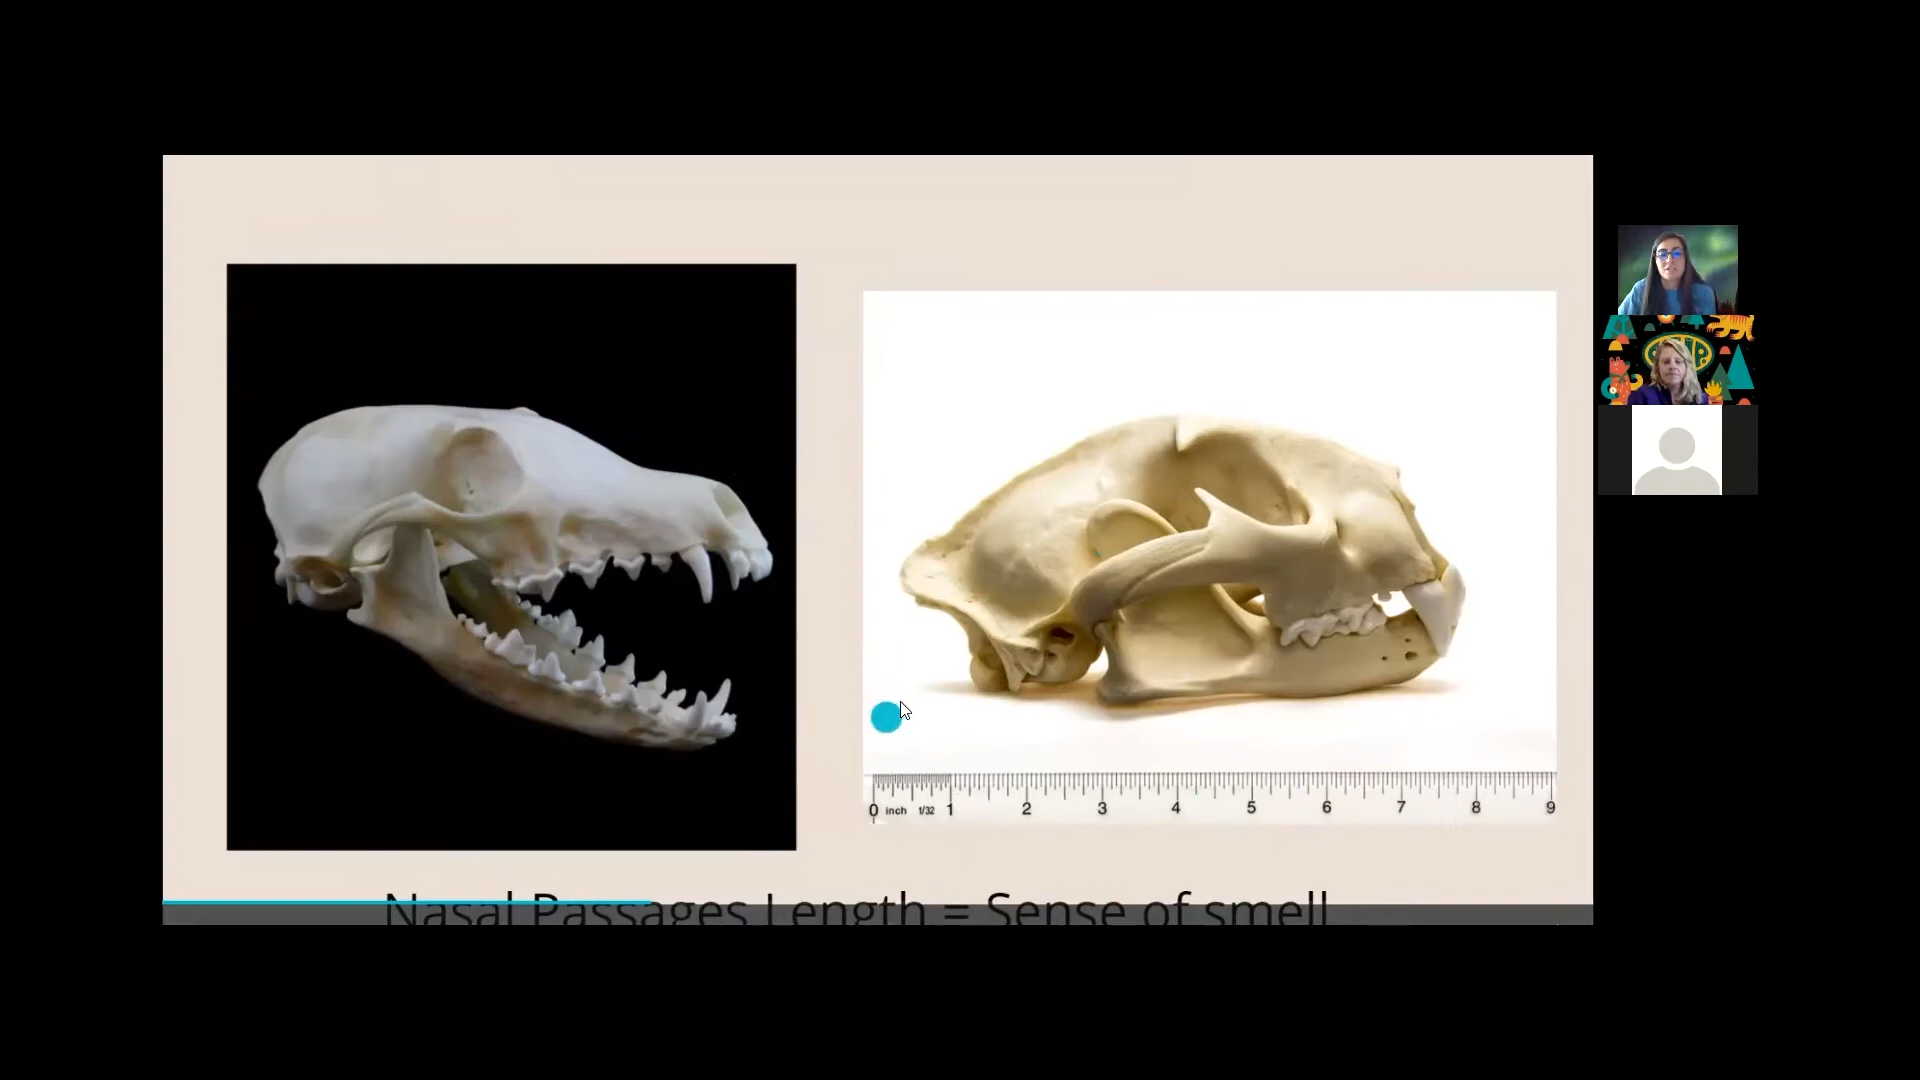 0 inch 1/32 1 2 3 4 5 6 7 8 9
Nasal Passages Length = Sense of smell